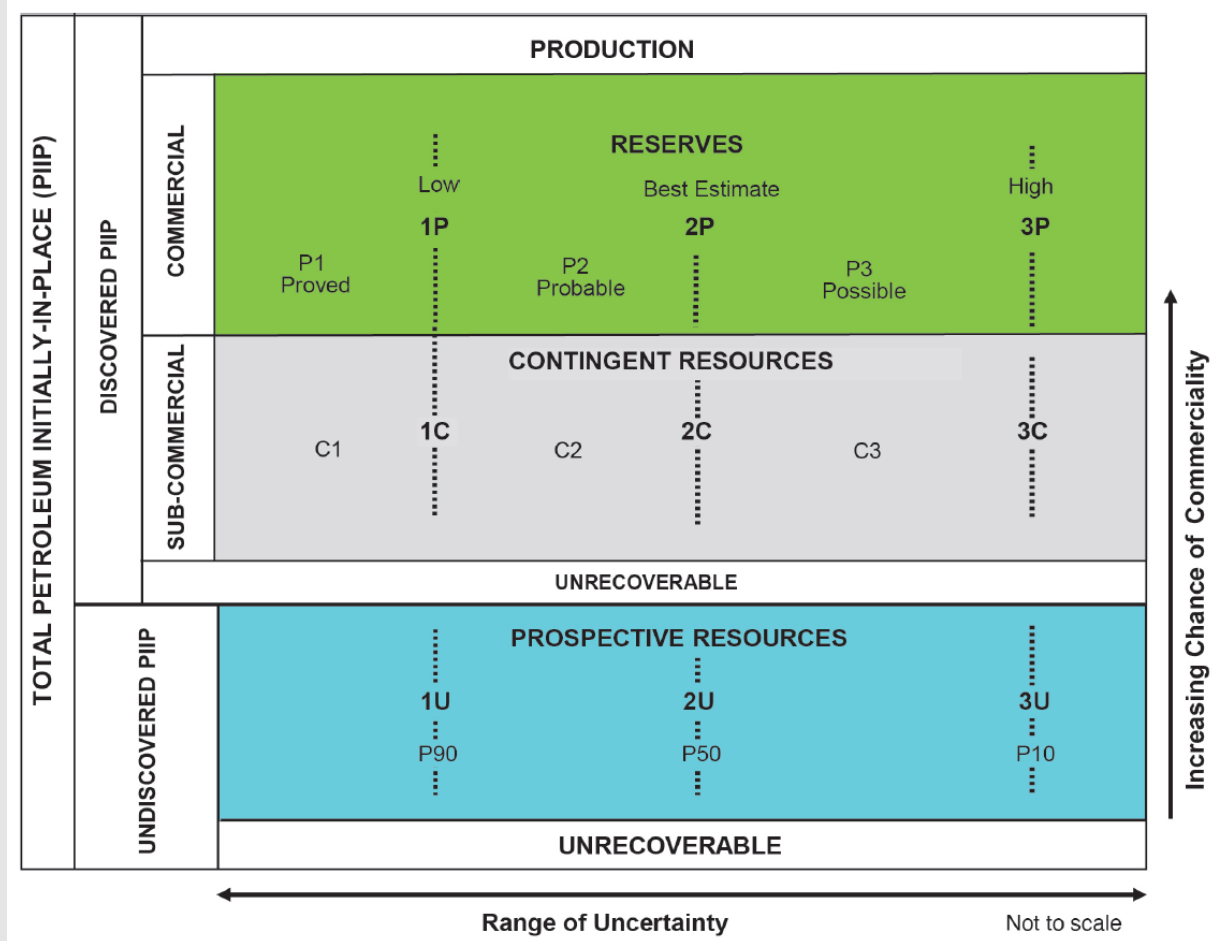 TOTAL PETROLEUM INITIALLY-IN-PLACE (PIIP)
DISCOVERED PIIP
PRODUCTION
COMMERCIAL
RESERVES
Low
Best Estimate
High
1P
2P
3P
P1
Proved
P2
Probable
P3
Possible
SUB-COMMERCIAL
CONTINGENT RESOURCES
1C
2C
3C
C1
C2
C3
UNRECOVERABLE
UNDISCOVERED PIIP
PROSPECTIVE RESOURCES
1U
2U
3U
P90
P50
P10
UNRECOVERABLE
Increasing Chance of Commerciality
Range of Uncertainty
Not to scale